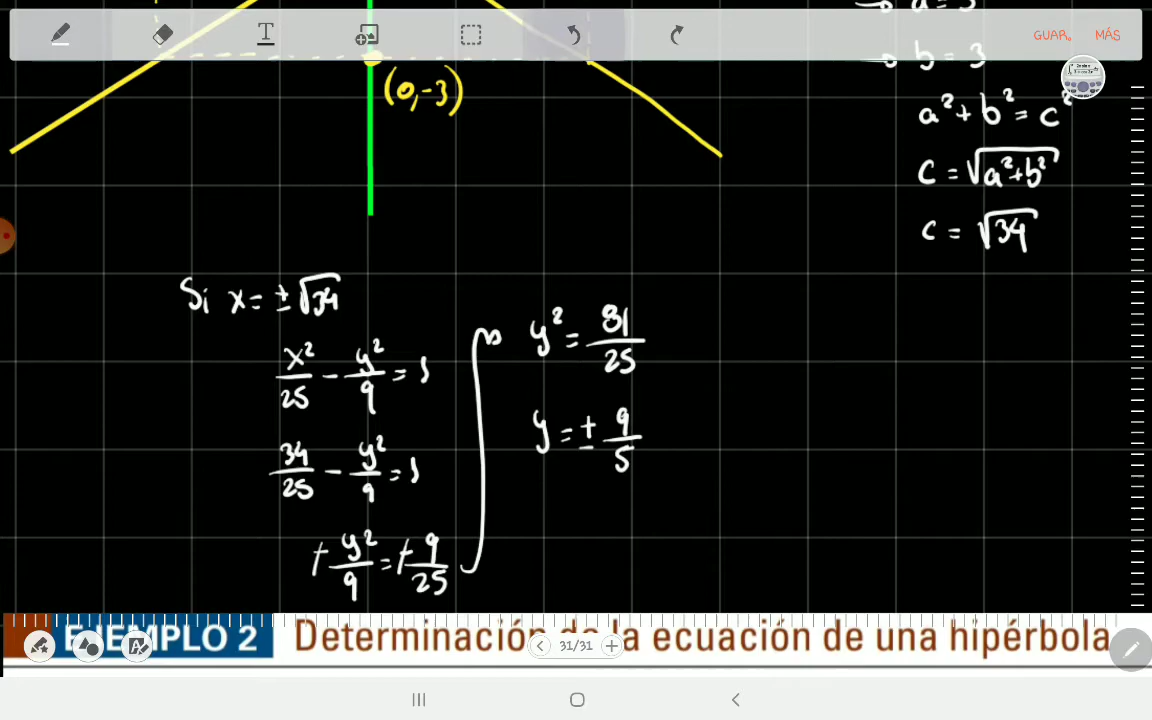 T
GUAR.
MÁS
b = 3
(0,-3)
a² + b² = c²
c = √(a²+b²)
c = √34
Si x = ± √34
x²/25 - y²/9 = 1
34/25 - y²/9 = 1
+ y²/9 = + 9/25
y² = 81/25
y = ± 9/5
EJEMPLO 2 Determinación de la ecuación de una hipérbola
31/31